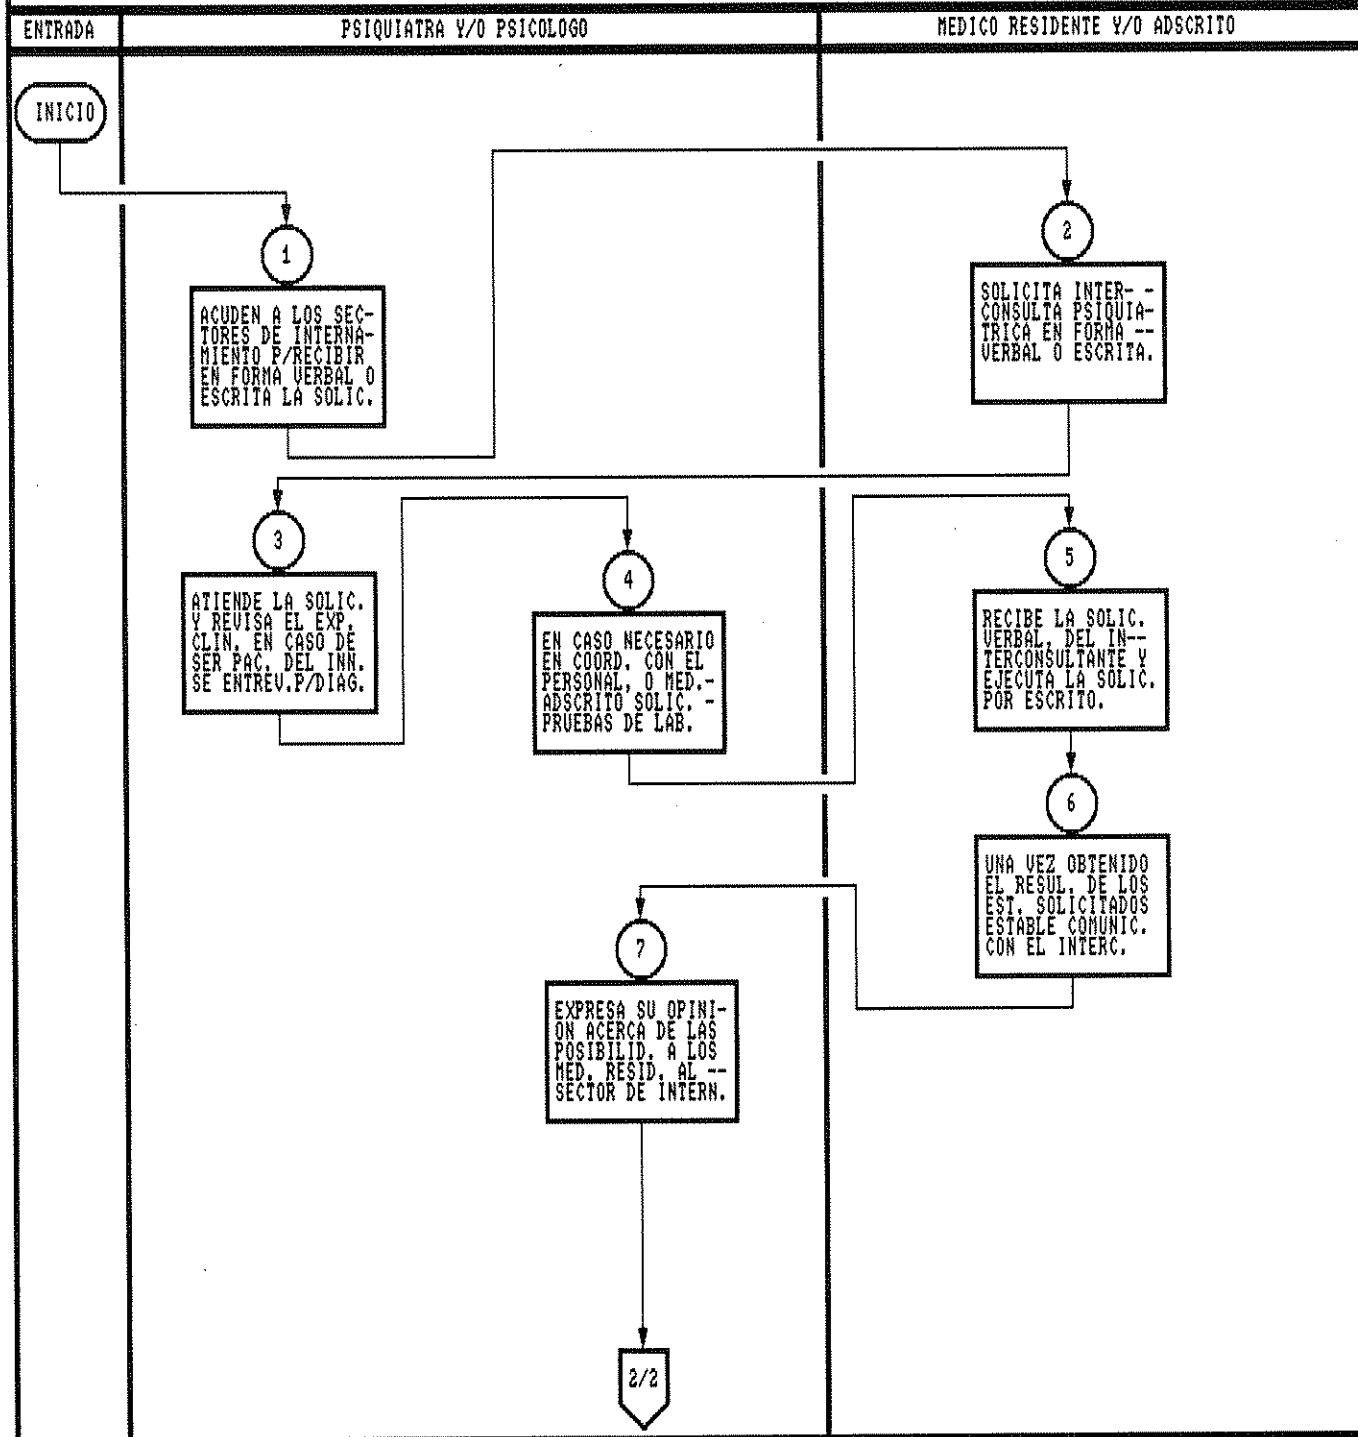 ENTRADA
PSIQUIATRA Y/O PSICOLOGO
MEDICO RESIDENTE Y/O ADSCRITO
INICIO
1
ACUDEN A LOS SEC-
TORES DE INTERNA-
MIENTO P/RECIBIR
EN FORMA VERBAL O
ESCRITA LA SOLIC.
2
SOLICITA INTER- -
CONSULTA PSIQUIA-
TRICA EN FORMA --
VERBAL O ESCRITA.
3
ATIENDE LA SOLIC.
Y REVISA EL EXP.
CLIN. EN CASO DE
SER PAC. DEL INN.
SE ENTREV.P/DIAG.
4
EN CASO NECESARIO
EN COORD. CON EL
PERSONAL, O MED.-
ADSCRITO SOLIC. -
PRUEBAS DE LAB.
5
RECIBE LA SOLIC.
VERBAL, DEL IN--
TERCONSULTANTE Y
EJECUTA LA SOLIC.
POR ESCRITO.
6
UNA VEZ OBTENIDO
EL RESUL. DE LOS
EST. SOLICITADOS
ESTABLE COMUNIC.
CON EL INTERC.
7
EXPRESA SU OPINI-
ON ACERCA DE LAS
POSIBILID. A LOS
MED. RESID. AL --
SECTOR DE INTERN.
2/2